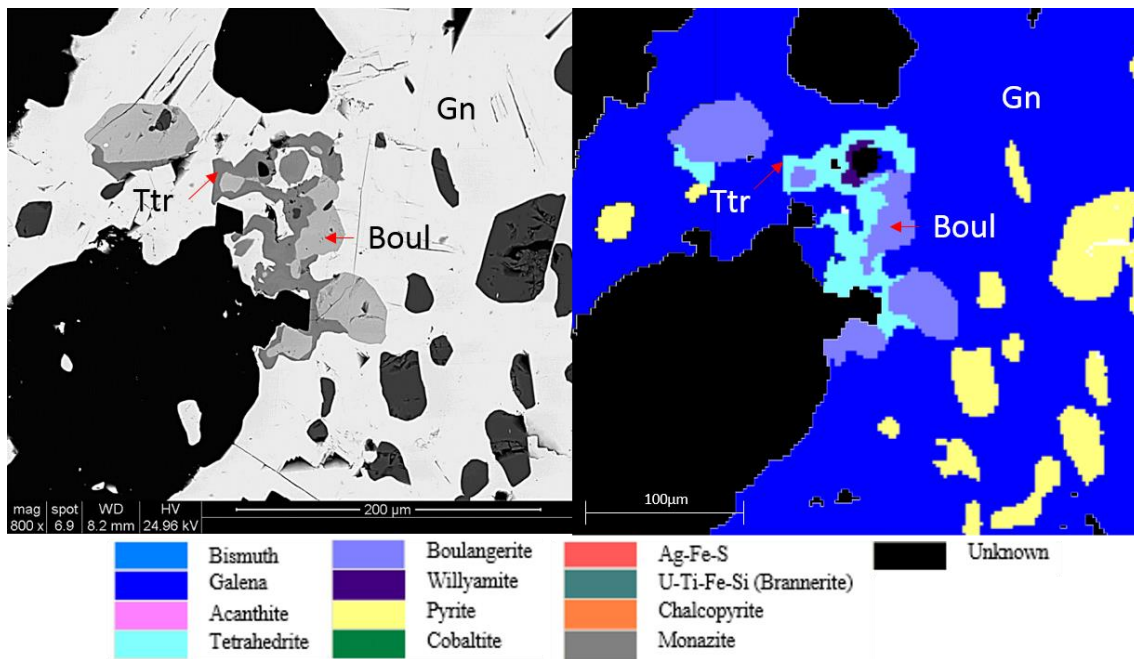 Gn
Ttr
Boul
mag spot WD HV
800 x 6.9 8.2 mm 24.96 kV
200 µm
Gn
Ttr
Boul
100µm
Bismuth
Galena
Acanthite
Tetrahedrite
Boulangerite
Willyamite
Pyrite
Cobaltite
Ag-Fe-S
U-Ti-Fe-Si (Brannerite)
Chalcopyrite
Monazite
Unknown